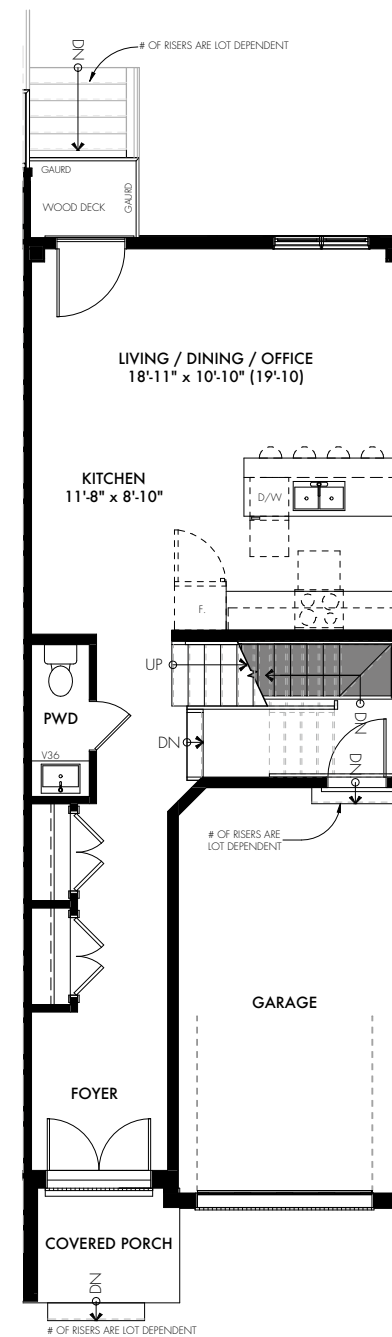 # OF RISERS ARE LOT DEPENDENT
DN
GAURD
WOOD DECK
GAURD
LIVING / DINING / OFFICE
18'-11" x 10'-10" (19'-10)
KITCHEN
11'-8" x 8'-10"
D/W
F.
UP
PWD
DN
DN
DN
V36
# OF RISERS ARE
LOT DEPENDENT
GARAGE
FOYER
COVERED PORCH
DN
# OF RISERS ARE LOT DEPENDENT